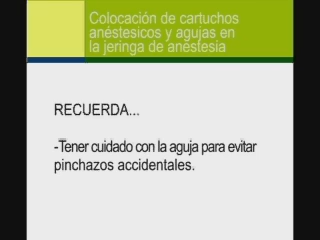 Colocación de cartuchos
anéstesicos y agujas en
la jeringa de anestesia
RECUERDA...
-Tener cuidado con la aguja para evitar
pinchazos accidentales.